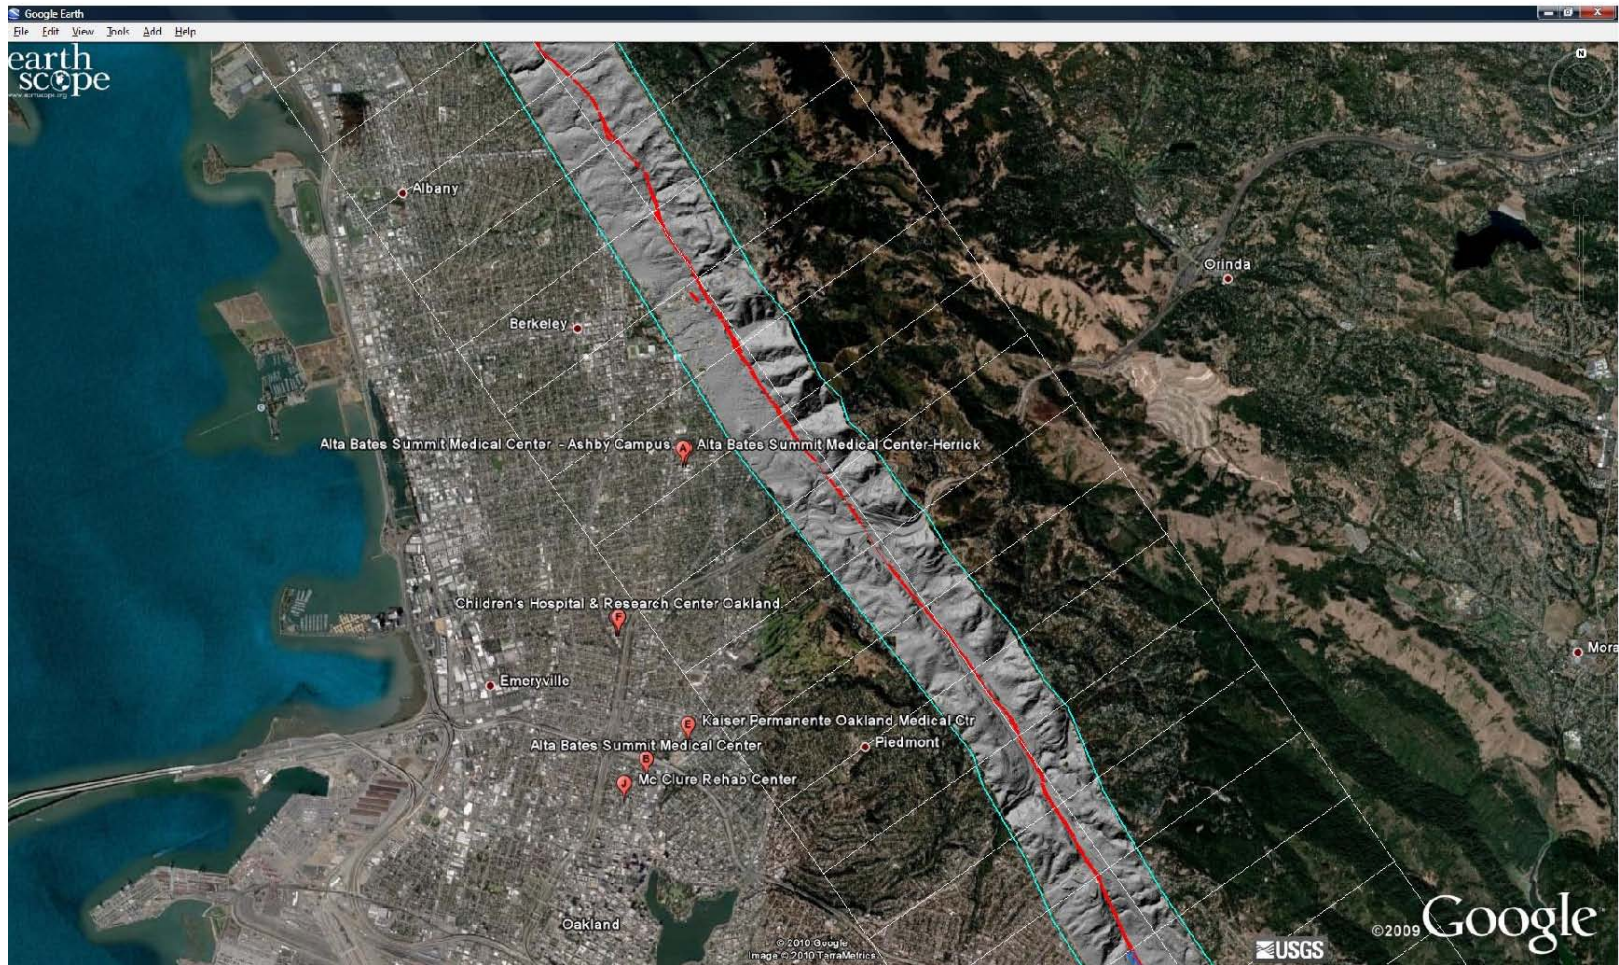 Google Earth
File Edit View Tools Add Help
earth
scope
www.earthscope.org
N
Albany
Orinda
Berkeley
Alta Bates Summit Medical Center - Ashby Campus
A
Alta Bates Summit Medical Center-Herrick
Children's Hospital & Research Center Oakland
F
Emeryville
Mora
E
Kaiser Permanente Oakland Medical Ctr
Alta Bates Summit Medical Center
Piedmont
B
J
Mc Clure Rehab Center
Oakland
© 2010 Google
Image © 2010 TerraMetrics
USGS
©2009 Google